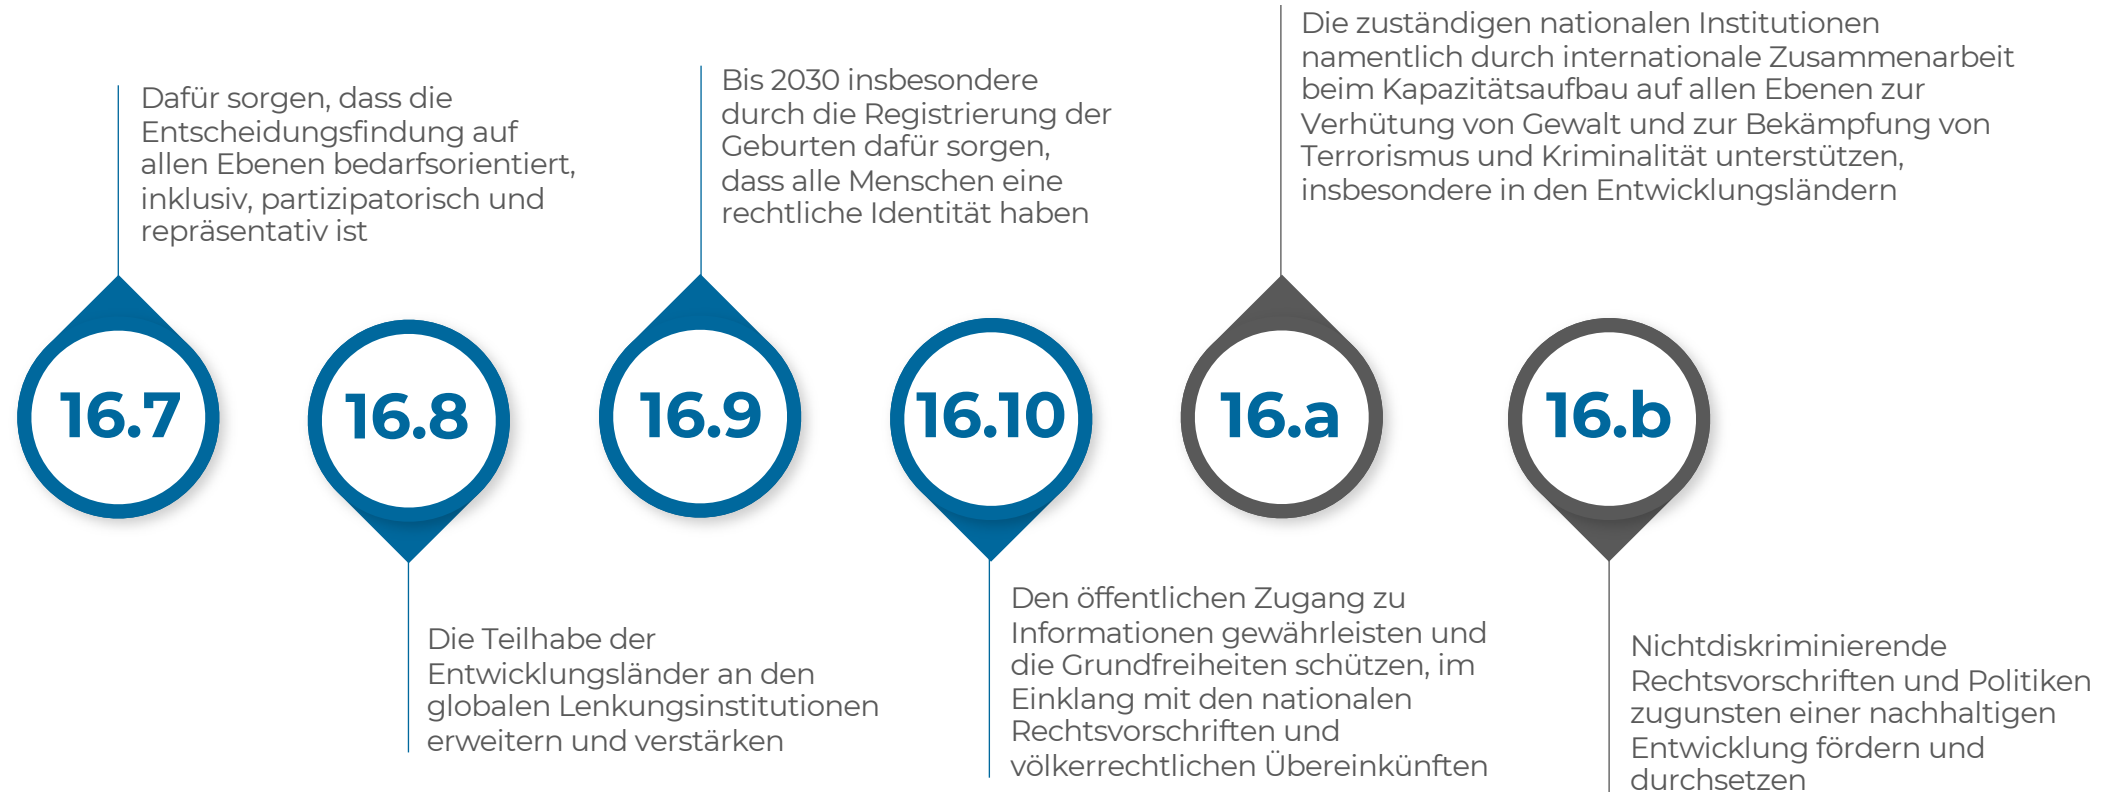 Dafür sorgen, dass die
Entscheidungsfindung auf
allen Ebenen bedarfsorientiert,
inklusiv, partizipatorisch und
repräsentativ ist
16.7
16.8
Die Teilhabe der
Entwicklungsländer an den
globalen Lenkungsinstitutionen
erweitern und verstärken
Bis 2030 insbesondere
durch die Registrierung der
Geburten dafür sorgen,
dass alle Menschen eine
rechtliche Identität haben
16.9
16.10
Den öffentlichen Zugang zu
Informationen gewährleisten und
die Grundfreiheiten schützen, im
Einklang mit den nationalen
Rechtsvorschriften und
völkerrechtlichen Übereinkünften
Die zuständigen nationalen Institutionen
namentlich durch internationale Zusammenarbeit
beim Kapazitätsaufbau auf allen Ebenen zur
Verhütung von Gewalt und zur Bekämpfung von
Terrorismus und Kriminalität unterstützen,
insbesondere in den Entwicklungsländern
16.a
16.b
Nichtdiskriminierende
Rechtsvorschriften und Politiken
zugunsten einer nachhaltigen
Entwicklung fördern und
durchsetzen